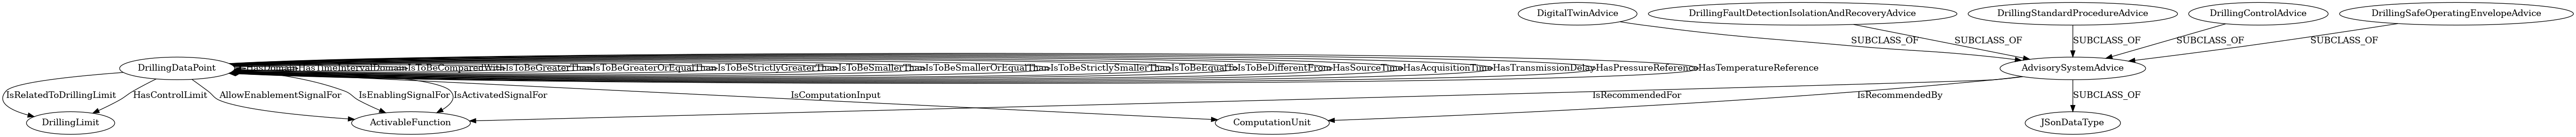 DigitalTwinAdvice
DrillingFaultDetectionIsolationAndRecoveryAdvice
DrillingStandardProcedureAdvice
DrillingControlAdvice
DrillingSafeOperatingEnvelopeAdvice
SUBCLASS_OF
SUBCLASS_OF
SUBCLASS_OF
SUBCLASS_OF
SUBCLASS_OF
DrillingDataPoint
HasDomain
HasTimeIntervalDomain
IsToBeComparedWith
IsToBeGreaterThan
IsToBeGreaterOrEqualThan
IsToBeStrictlyGreaterThan
IsToBeSmallerThan
IsToBeSmallerOrEqualThan
IsToBeStrictlySmallerThan
IsToBeEqualTo
IsToBeDifferentFrom
HasSourceTime
HasAcquisitionTime
HasTransmissionDelay
HasPressureReference
HasTemperatureReference
AdvisorySystemAdvice
IsRelatedToDrillingLimit
HasControlLimit
AllowEnablementSignalFor
IsEnablingSignalFor
IsActivatedSignalFor
IsComputationInput
IsRecommendedFor
IsRecommendedBy
SUBCLASS_OF
DrillingLimit
ActivableFunction
ComputationUnit
JSonDataType